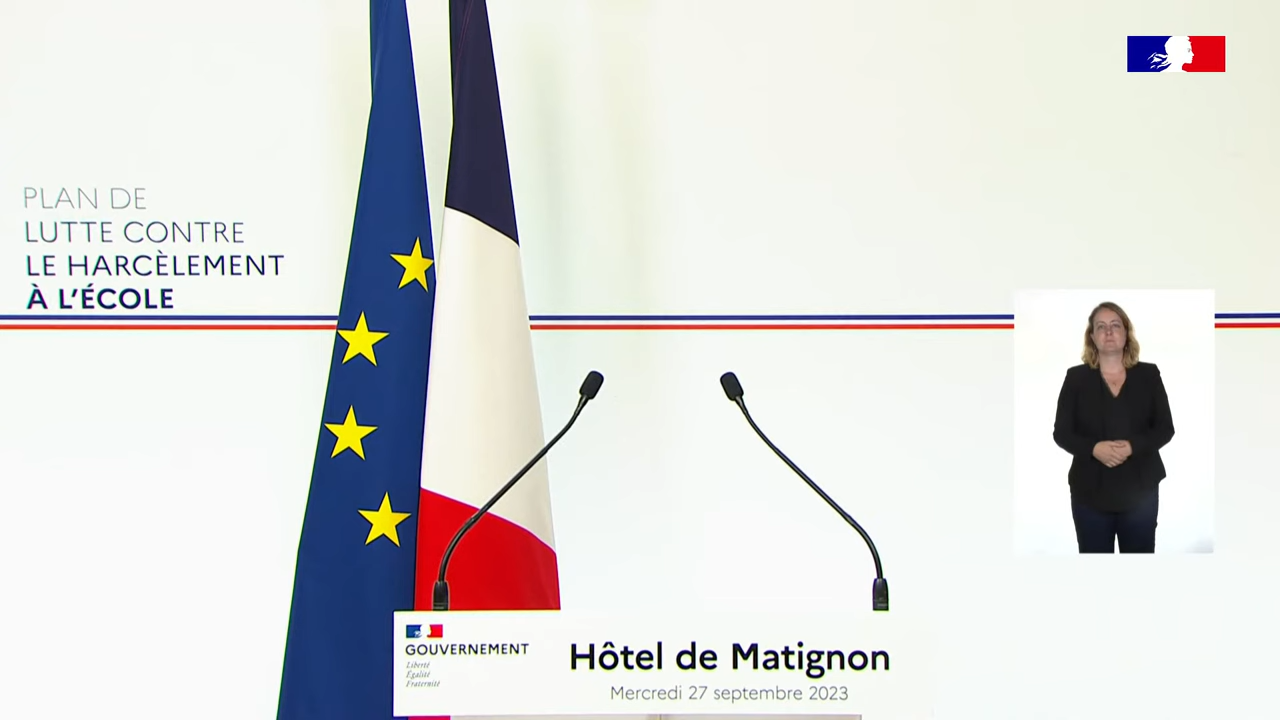 PLAN DE
LUTTE CONTRE
LE HARCÈLEMENT
À L'ÉCOLE
GOUVERNEMENT
Liberté
Égalité
Fraternité
Hôtel de Matignon
Mercredi 27 septembre 2023